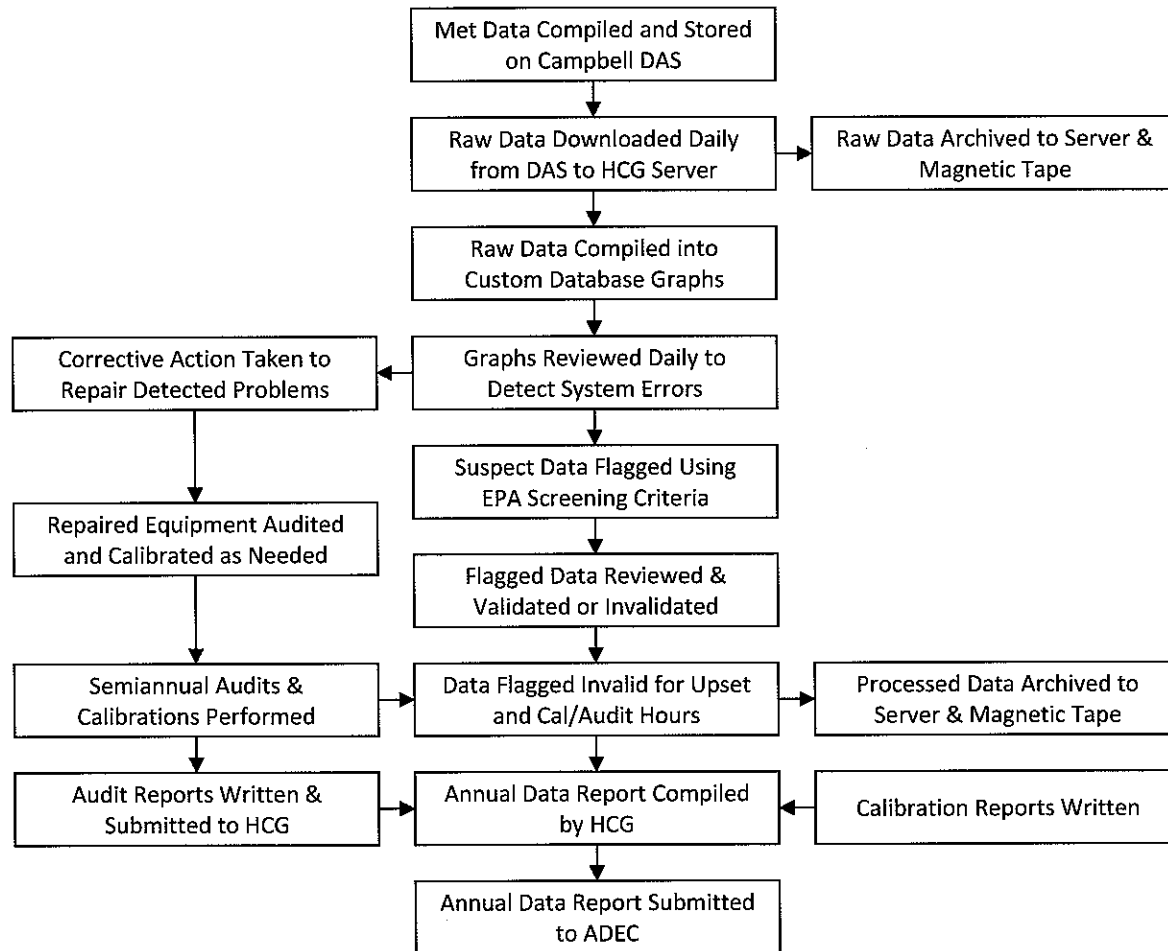 Met Data Compiled and Stored
on Campbell DAS
Raw Data Downloaded Daily
from DAS to HCG Server
Raw Data Archived to Server &
Magnetic Tape
Raw Data Compiled into
Custom Database Graphs
Corrective Action Taken to
Repair Detected Problems
Graphs Reviewed Daily to
Detect System Errors
Suspect Data Flagged Using
EPA Screening Criteria
Repaired Equipment Audited
and Calibrated as Needed
Flagged Data Reviewed &
Validated or Invalidated
Semiannual Audits &
Calibrations Performed
Data Flagged Invalid for Upset
and Cal/Audit Hours
Processed Data Archived to
Server & Magnetic Tape
Audit Reports Written &
Submitted to HCG
Annual Data Report Compiled
by HCG
Calibration Reports Written
Annual Data Report Submitted
to ADEC